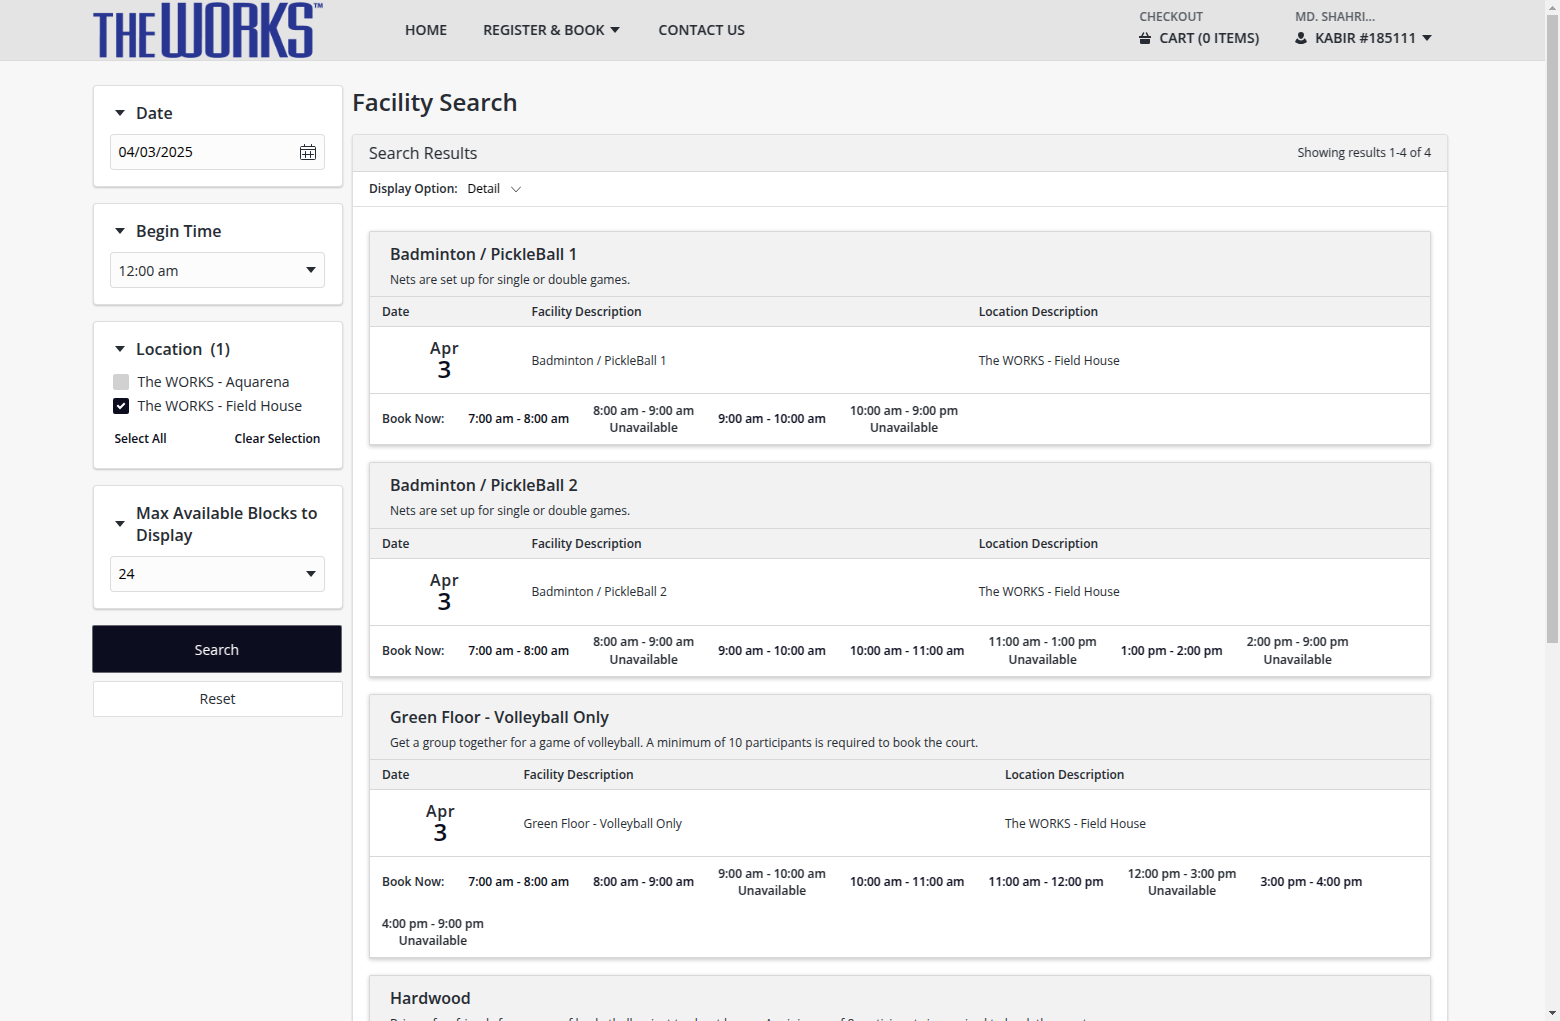 THE WORKS™
HOME
REGISTER & BOOK
CONTACT US
CHECKOUT
CART (0 ITEMS)
MD. SHAHRI...
KABIR #185111
Date
04/03/2025
Begin Time
12:00 am
Location (1)
The WORKS - Aquarena
The WORKS - Field House
Select All
Clear Selection
Max Available Blocks to
Display
24
Search
Reset
Facility Search
Search Results
Showing results 1-4 of 4
Display Option: Detail
Badminton / PickleBall 1
Nets are set up for single or double games.
Date Facility Description Location Description
Apr
3
Badminton / PickleBall 1
The WORKS - Field House
Book Now:
7:00 am - 8:00 am
8:00 am - 9:00 am
Unavailable
9:00 am - 10:00 am
10:00 am - 9:00 pm
Unavailable
Badminton / PickleBall 2
Nets are set up for single or double games.
Date Facility Description Location Description
Apr
3
Badminton / PickleBall 2
The WORKS - Field House
Book Now:
7:00 am - 8:00 am
8:00 am - 9:00 am
Unavailable
9:00 am - 10:00 am
10:00 am - 11:00 am
11:00 am - 1:00 pm
Unavailable
1:00 pm - 2:00 pm
2:00 pm - 9:00 pm
Unavailable
Green Floor - Volleyball Only
Get a group together for a game of volleyball. A minimum of 10 participants is required to book the court.
Date Facility Description Location Description
Apr
3
Green Floor - Volleyball Only
The WORKS - Field House
Book Now:
7:00 am - 8:00 am
8:00 am - 9:00 am
9:00 am - 10:00 am
Unavailable
10:00 am - 11:00 am
11:00 am - 12:00 pm
12:00 pm - 3:00 pm
Unavailable
3:00 pm - 4:00 pm
4:00 pm - 9:00 pm
Unavailable
Hardwood